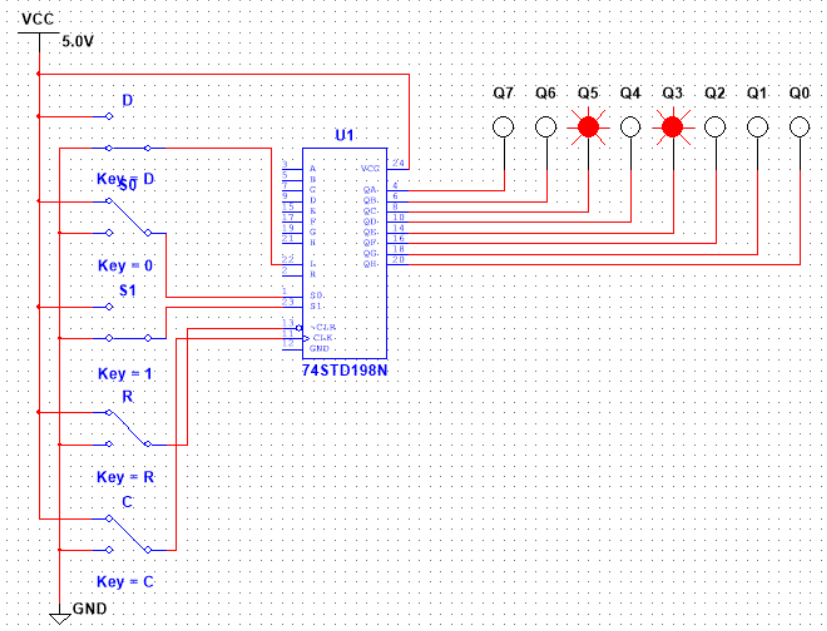 VCC
5.0V
D
Key = D
S0
Key = 0
S1
Key = 1
R
Key = R
C
Key = C
GND
U1
3 A VCC 24
5 B
7 C QA 4
9 D QB 6
15 E QC 8
17 F QD 10
19 G QE 14
21 H QF 16
QG 18
22 L QH 20
2 R
1 S0
23 S1
13 ~CLR
11 CLK
12 GND
74STD198N
Q7 Q6 Q5 Q4 Q3 Q2 Q1 Q0